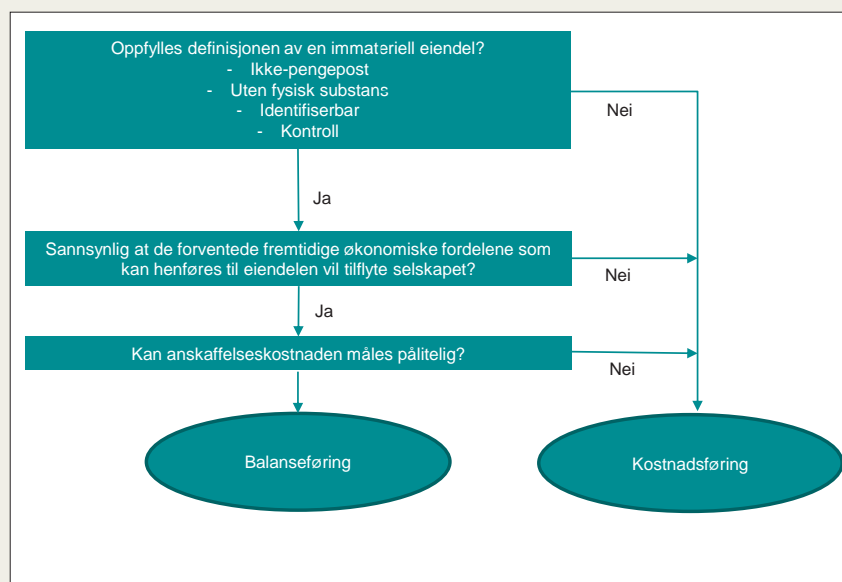 Oppfylles definisjonen av en immateriell eiendel?
- Ikke-pengepost
- Uten fysisk substans
- Identifiserbar
- Kontroll
Nei
Ja
Sannsynlig at de forventede fremtidige økonomiske fordelene som
kan henføres til eiendelen vil tilflyte selskapet?
Nei
Ja
Kan anskaffelseskostnaden måles pålitelig?
Nei
Balanseføring
Kostnadsføring